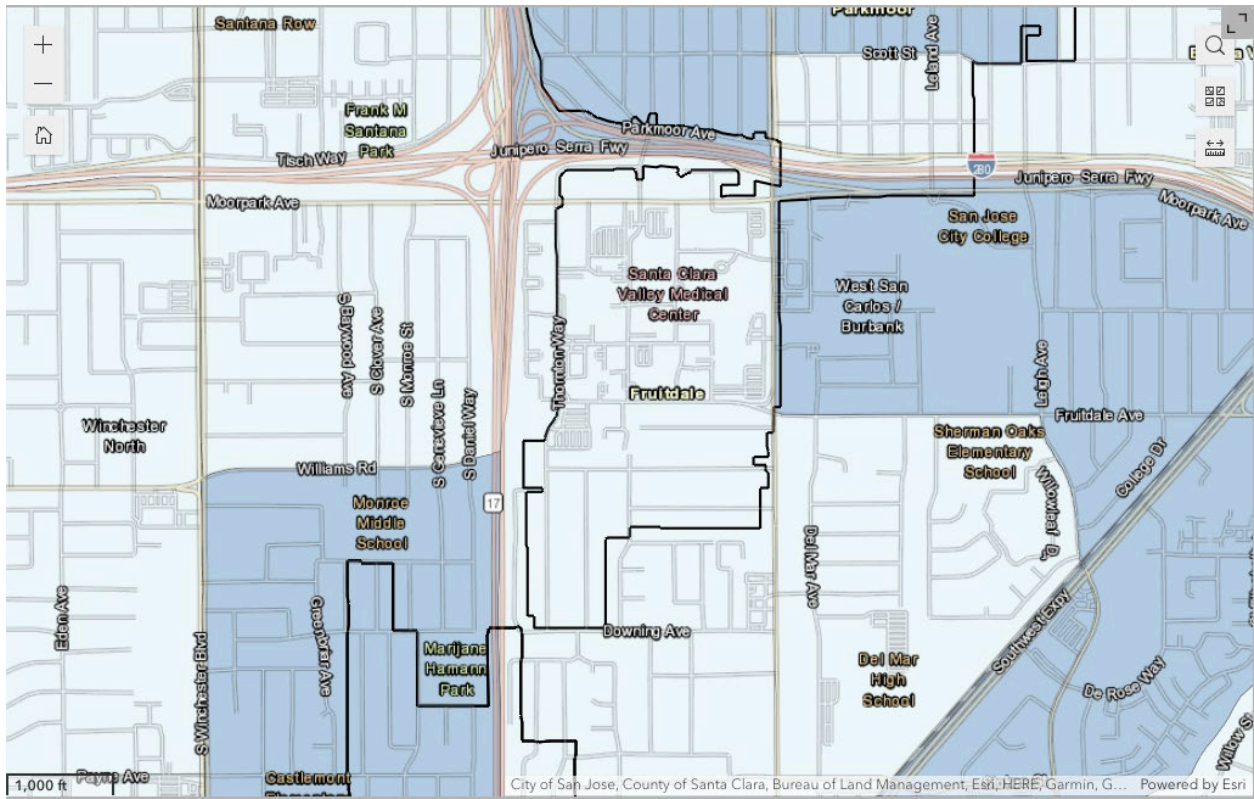 Santana Row
Parkmoor
Scott St
Leland Ave
Frank M
Santana
Park
Parkmoor Ave
Tisch Way
Junipero Serra Fwy
280
Junipero Serra Fwy
Moorpark Ave
Moorpark Ave
San Jose
City College
Santa Clara
Valley Medical
Center
West San
Carlos /
Burbank
S Baywood Ave
S Clover Ave
S Monroe St
Thornton Way
Leigh Ave
S Genevieve Ln
S Daniel Way
Fruitdale
Fruitdale Ave
Winchester
North
Sherman Oaks
Elementary
School
Williams Rd
College Dr
Willowleaf Dr
Monroe
Middle
School
17
Del Mar Ave
Eden Ave
Greenbriar Ave
Southwest Expy
Downing Ave
S Winchester Blvd
Marijane
Hamann
Park
Del Mar
High
School
De Rose Way
Willow S
Payne Ave
Castlemont
1,000 ft
City of San Jose, County of Santa Clara, Bureau of Land Management, Esri, HERE, Garmin, G...
Powered by Esri